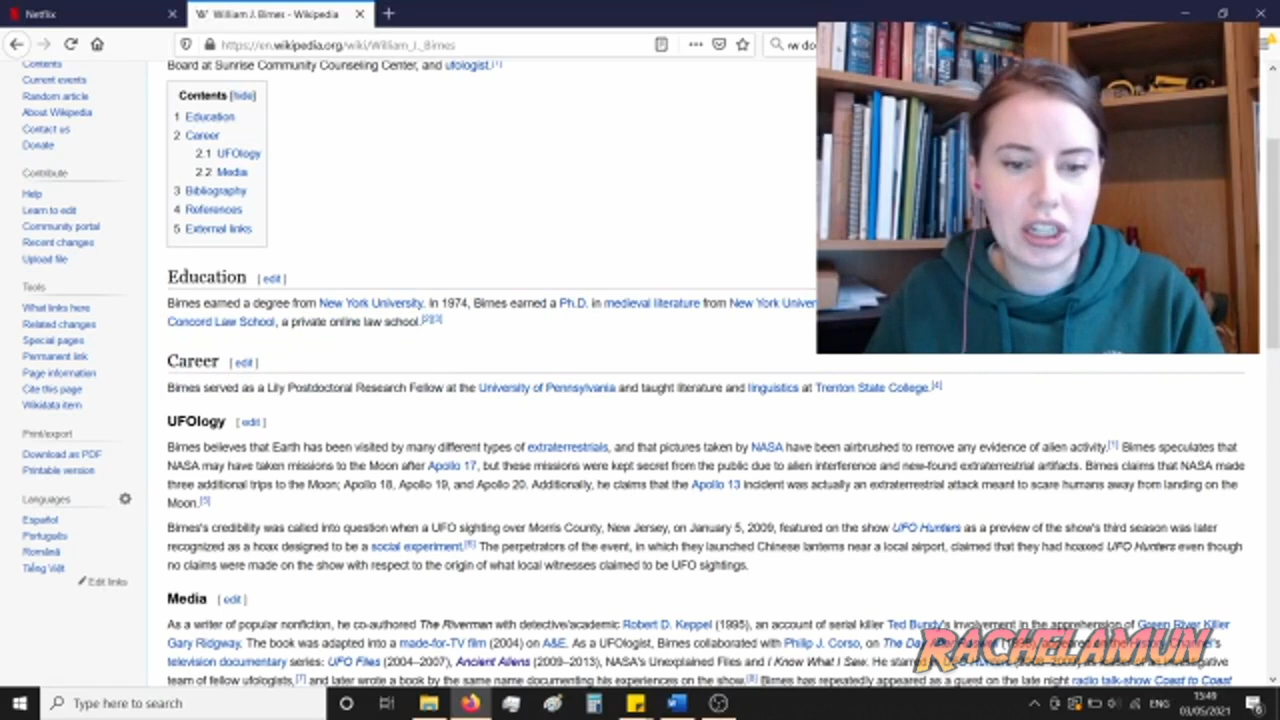 Netflix
William J. Birnes - Wikipedia
https://en.wikipedia.org/wiki/William_J._Birnes
Board at Sunrise Community Counseling Center, and ufologist.[1]
Contents
Current events
Random article
About Wikipedia
Contact us
Donate
Contribute
Help
Learn to edit
Community portal
Recent changes
Upload file
Tools
What links here
Related changes
Special pages
Permanent link
Page information
Cite this page
Wikidata item
Print/export
Download as PDF
Printable version
Languages
Español
Português
Română
Tiếng Việt
Edit links
Contents [hide]
1 Education
2 Career
2.1 UFOlogy
2.2 Media
3 Bibliography
4 References
5 External links
Education [ edit ]
Birnes earned a degree from New York University. In 1974, Birnes earned a Ph.D. in medieval literature from New York
Concord Law School, a private online law school.[2][3]
Career [ edit ]
Birnes served as a Lily Postdoctoral Research Fellow at the University of Pennsylvania and taught literature and linguistics at Trenton State College.[4]
UFOlogy [ edit ]
Birnes believes that Earth has been visited by many different types of extraterrestrials, and that pictures taken by NASA have been airbrushed to remove any evidence of alien activity.[1] Birnes speculates that
NASA may have taken missions to the Moon after Apollo 17, but these missions were kept secret from the public due to alien interference and new-found extraterrestrial artifacts. Birnes claims that NASA made
three additional trips to the Moon; Apollo 18, Apollo 19, and Apollo 20. Additionally, he claims that the Apollo 13 incident was actually an extraterrestrial attack meant to scare humans away from landing on the
Moon.[5]
Birnes's credibility was called into question when a UFO sighting over Morris County, New Jersey, on January 5, 2009, featured on the show UFO Hunters as a preview of the show's third season was later
recognized as a hoax designed to be a social experiment.[6] The perpetrators of the event, in which they launched Chinese lanterns near a local airport, claimed that they had hoaxed UFO Hunters even though
no claims were made on the show with respect to the origin of what local witnesses claimed to be UFO sightings.
Media [ edit ]
As a writer of popular nonfiction, he co-authored The Riverman with detective/academic Robert D. Keppel (1995), an account of serial killer Ted Bundy's involvement in the apprehension of Green River Killer
Gary Ridgway. The book was adapted into a made-for-TV film (2004) on A&E. As a UFOlogist, Birnes collaborated with Philip J. Corso, on The
television documentary series: UFO Files (2004–2007), Ancient Aliens (2009–2013), NASA's Unexplained Files and I Know What I Saw. He
team of fellow ufologists,[7] and later wrote a book by the same name documenting his experiences on the show.[8] Birnes has repeatedly appeared as a guest on the late night radio talk-show Coast to Coast
RACHELAMUN
Type here to search
ENG
15:49
03/05/2021